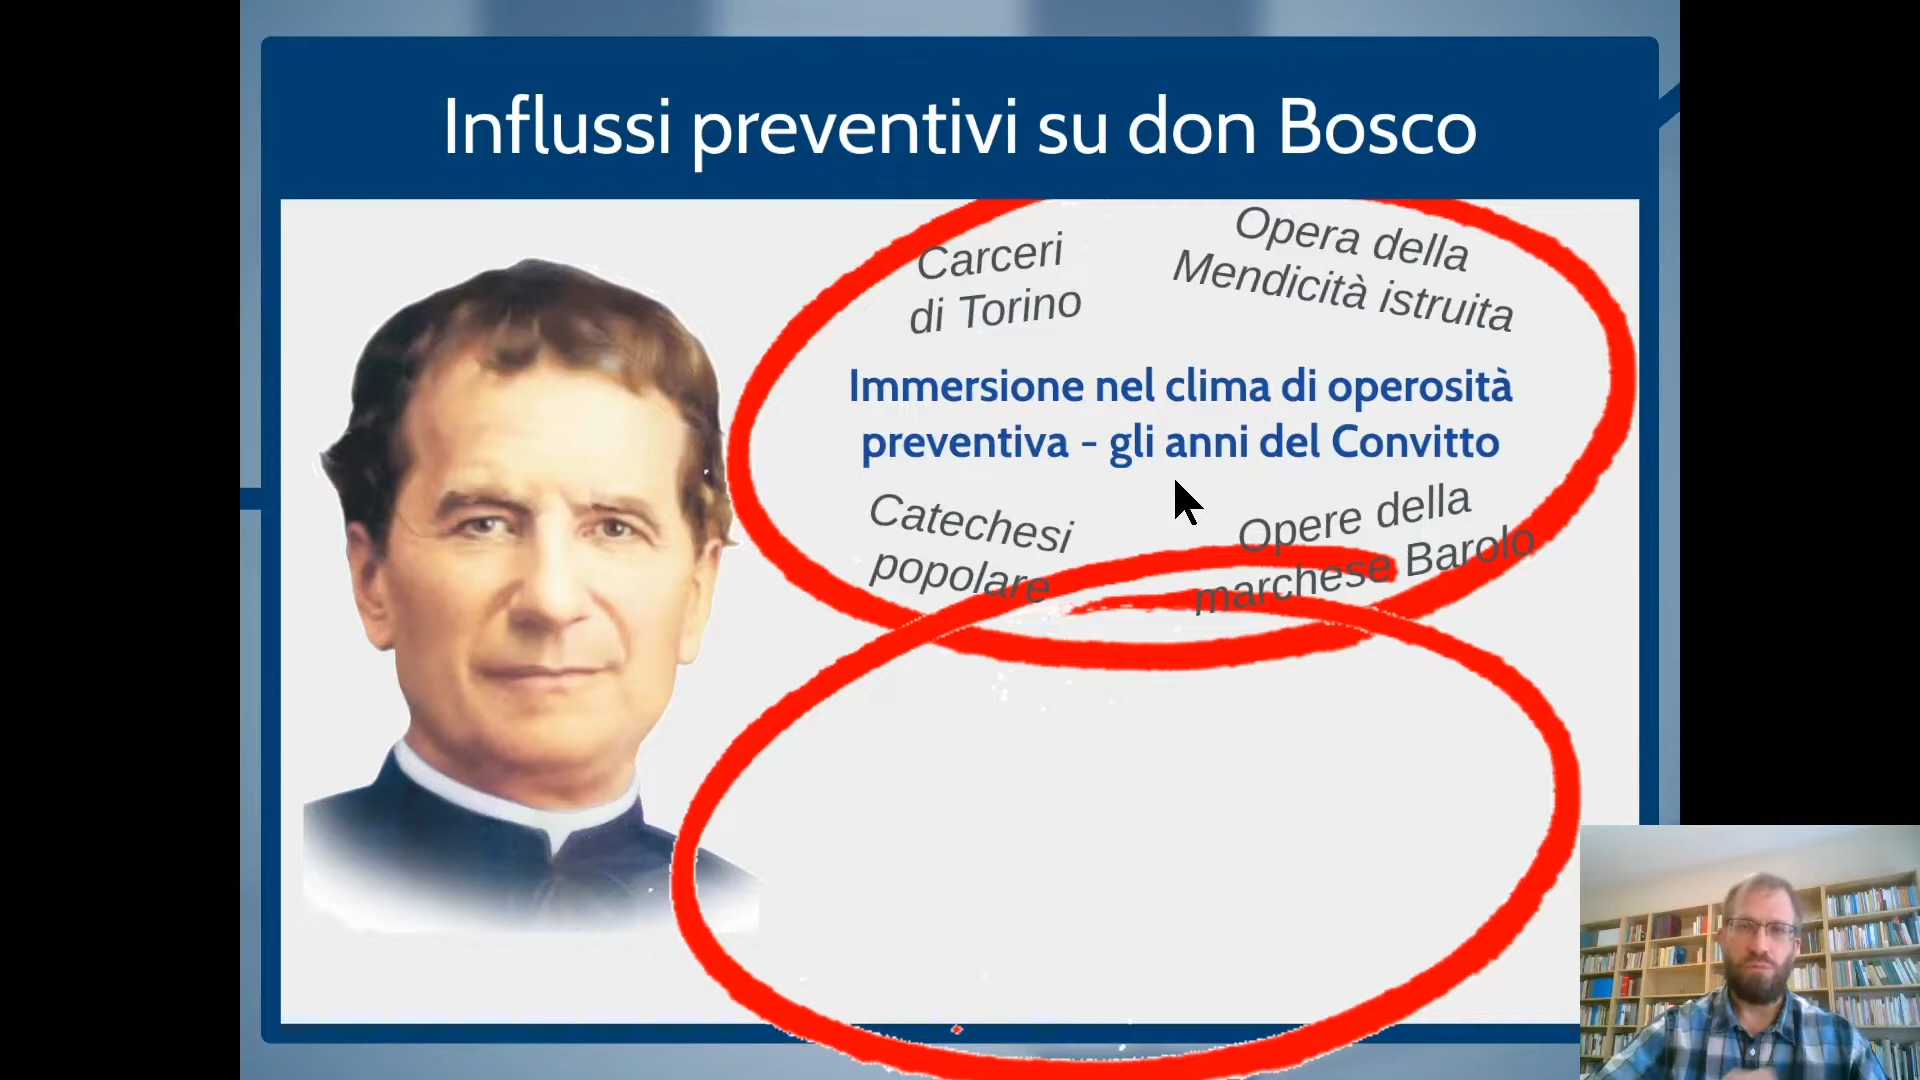 Influssi preventivi su don Bosco
Carceri
di Torino
Opera della
Mendicità istruita
Immersione nel clima di operosità
preventiva - gli anni del Convitto
Catechesi
popolare
Opere della
marchese Barolo